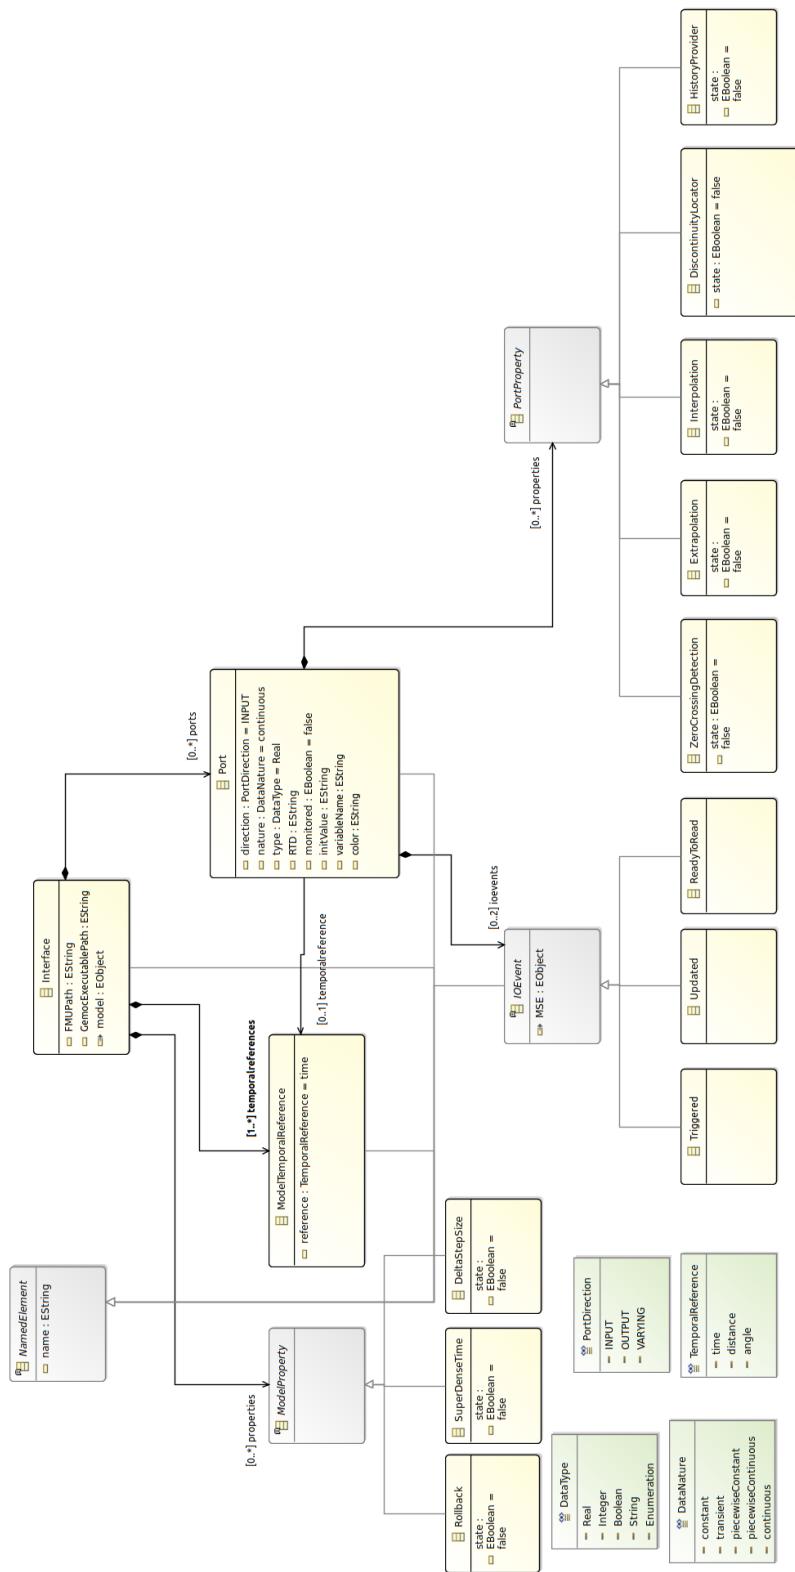 NamedElement
name : EString
Interface
FMUPath : EString
GemocExecutablePath : EString
model : EObject
[0..*] properties
[1..*] temporalreferences
[0..*] ports
ModelProperty
ModelTemporalReference
reference : TemporalReference = time
[0..1] temporalreference
Port
direction : PortDirection = INPUT
nature : DataNature = continuous
type : DataType = Real
RTD : EString
monitored : EBoolean = false
initValue : EString
variableName : EString
color : EString
Rollback
state :
EBoolean =
false
SuperDenseTime
state :
EBoolean =
false
DeltaStepSize
state :
EBoolean =
false
[0..2] ioevents
IOEvent
MSE : EObject
[0..*] properties
PortProperty
DataType
Real
Integer
Boolean
String
Enumeration
PortDirection
INPUT
OUTPUT
VARYING
DataNature
constant
transient
piecewiseConstant
piecewiseContinuous
continuous
TemporalReference
time
distance
angle
Triggered
Updated
ReadyToRead
ZeroCrossingDetection
state : EBoolean =
false
Extrapolation
state :
EBoolean =
false
Interpolation
state :
EBoolean =
false
DiscontinuityLocator
state : EBoolean = false
HistoryProvider
state :
EBoolean =
false